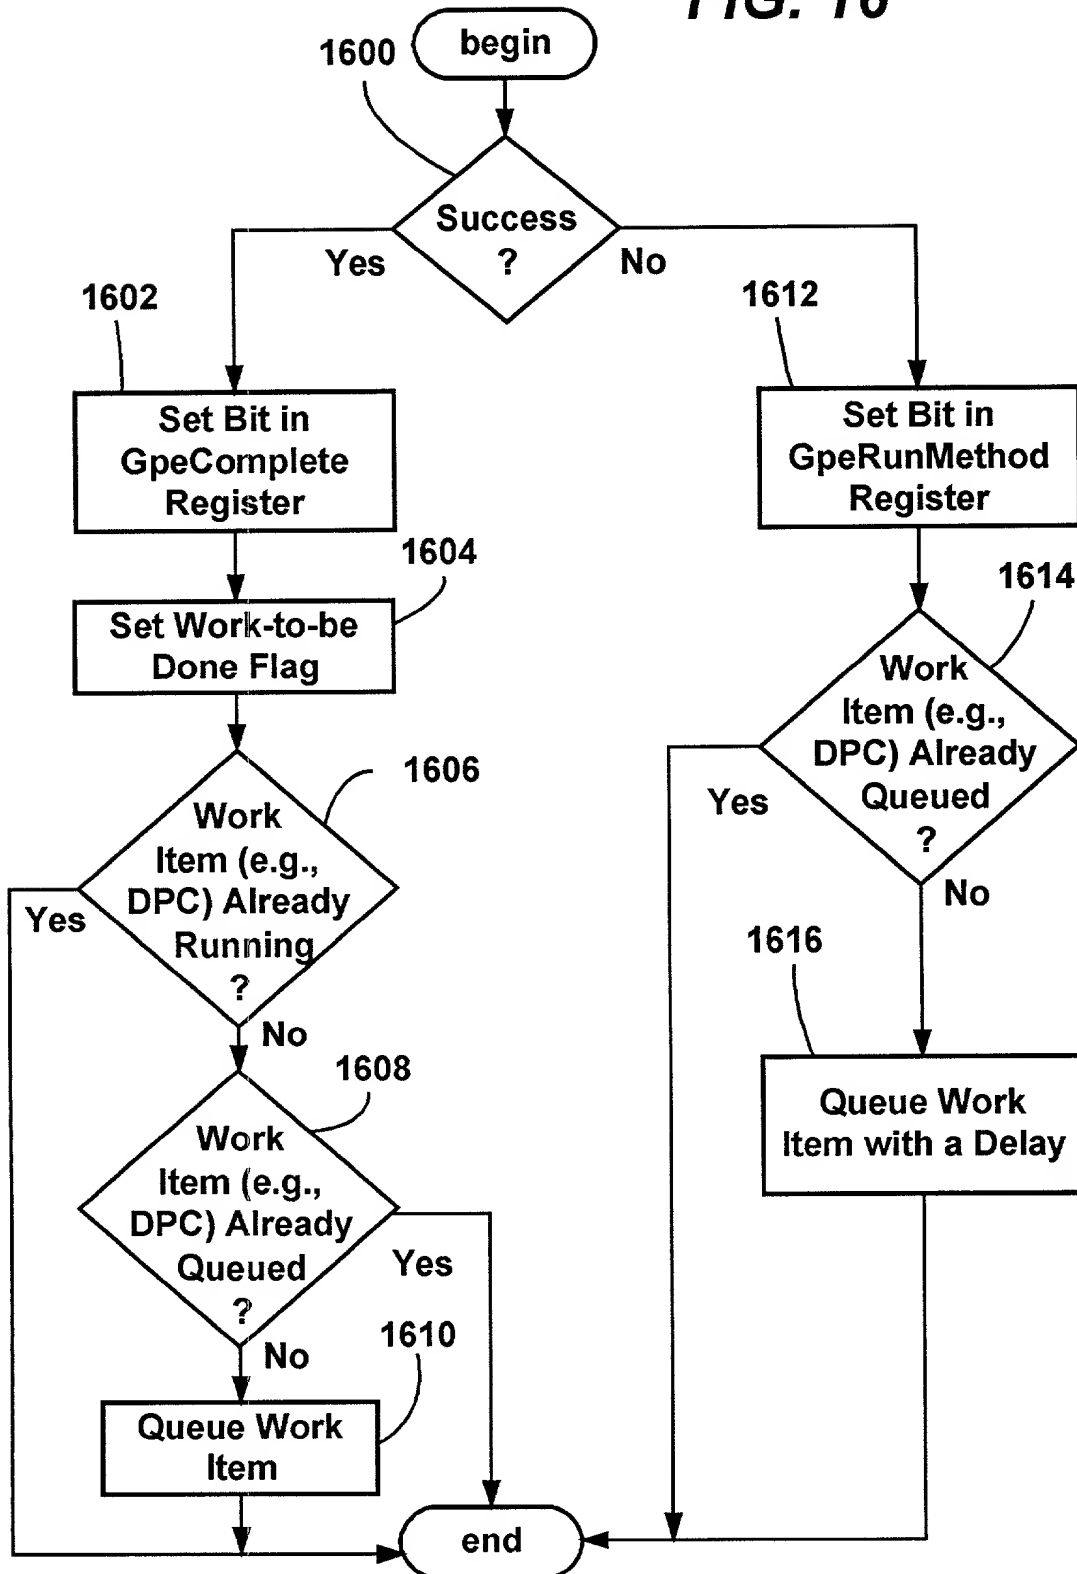 FIG. 16
begin
1600
Success
?
Yes
No
1602
Set Bit in
GpeComplete
Register
1604
Set Work-to-be
Done Flag
1606
Work
Item (e.g.,
DPC) Already
Running
?
Yes
No
1608
Work
Item (e.g.,
DPC) Already
Queued
?
Yes
No
1610
Queue Work
Item
1612
Set Bit in
GpeRunMethod
Register
1614
Work
Item (e.g.,
DPC) Already
Queued
?
Yes
No
1616
Queue Work
Item with a Delay
end